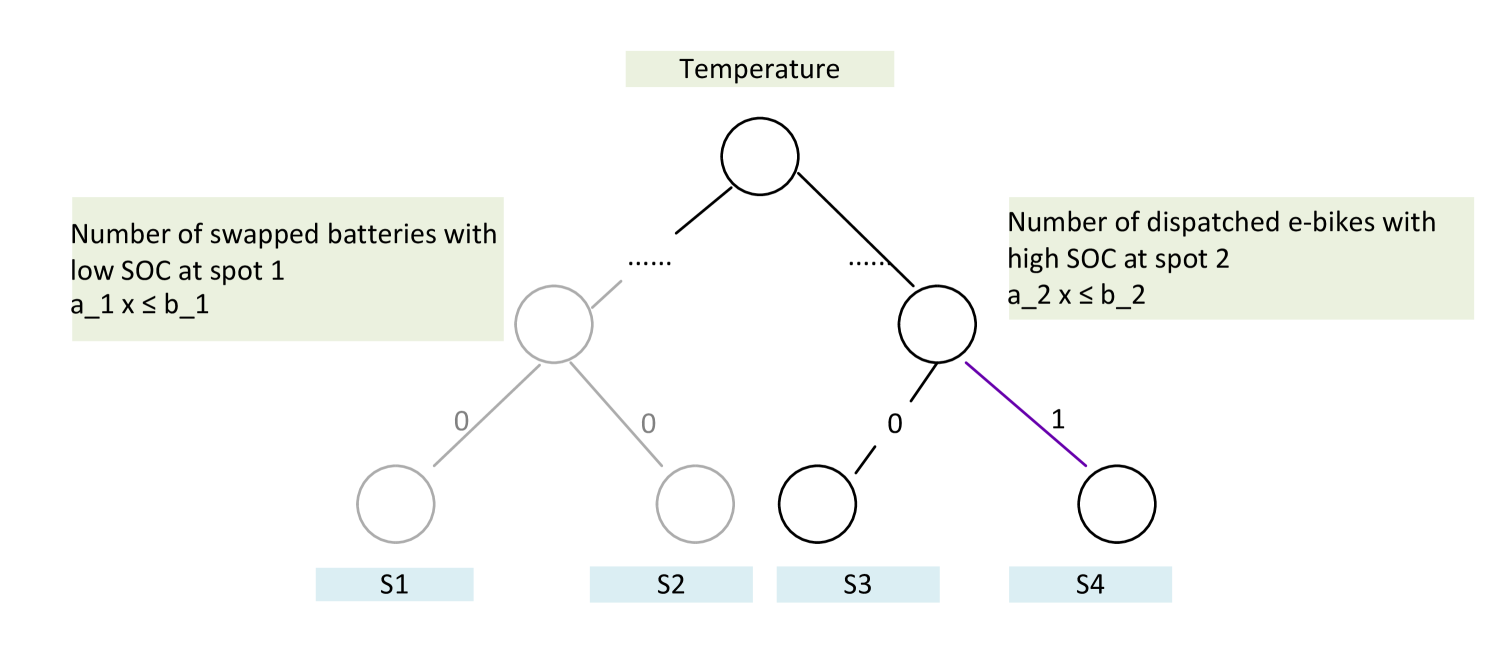 Temperature
Number of swapped batteries with
low SOC at spot 1
a_1 x ≤ b_1
Number of dispatched e-bikes with
high SOC at spot 2
a_2 x ≤ b_2
...... ......
0 0 0 1
S1 S2 S3 S4